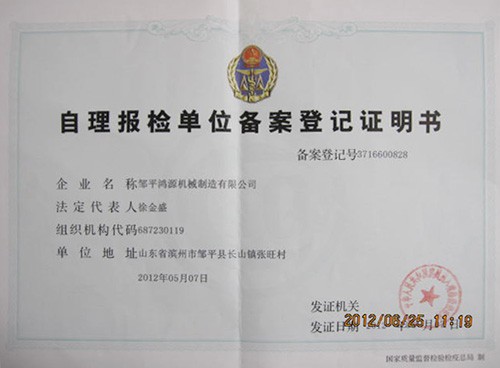 自理报检单位备案登记证明书
备案登记号3716600828
企业名称邹平鸿源机械制造有限公司
法定代表人徐金盛
组织机构代码687230119
单位地址山东省滨州市邹平县长山镇张旺村
2012年05月07日
发证机关
发证日期
2012/06/25 11:19
国家质量监督检验检疫总局 制